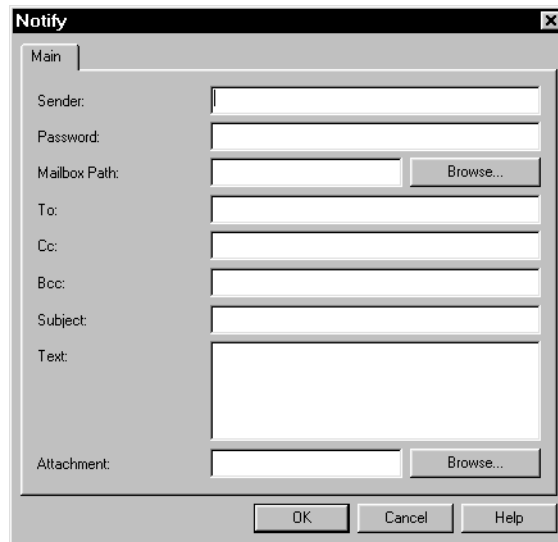 Notify
Main
Sender:
Password:
Mailbox Path: Browse...
To:
Cc:
Bcc:
Subject:
Text:
Attachment: Browse...
OK Cancel Help